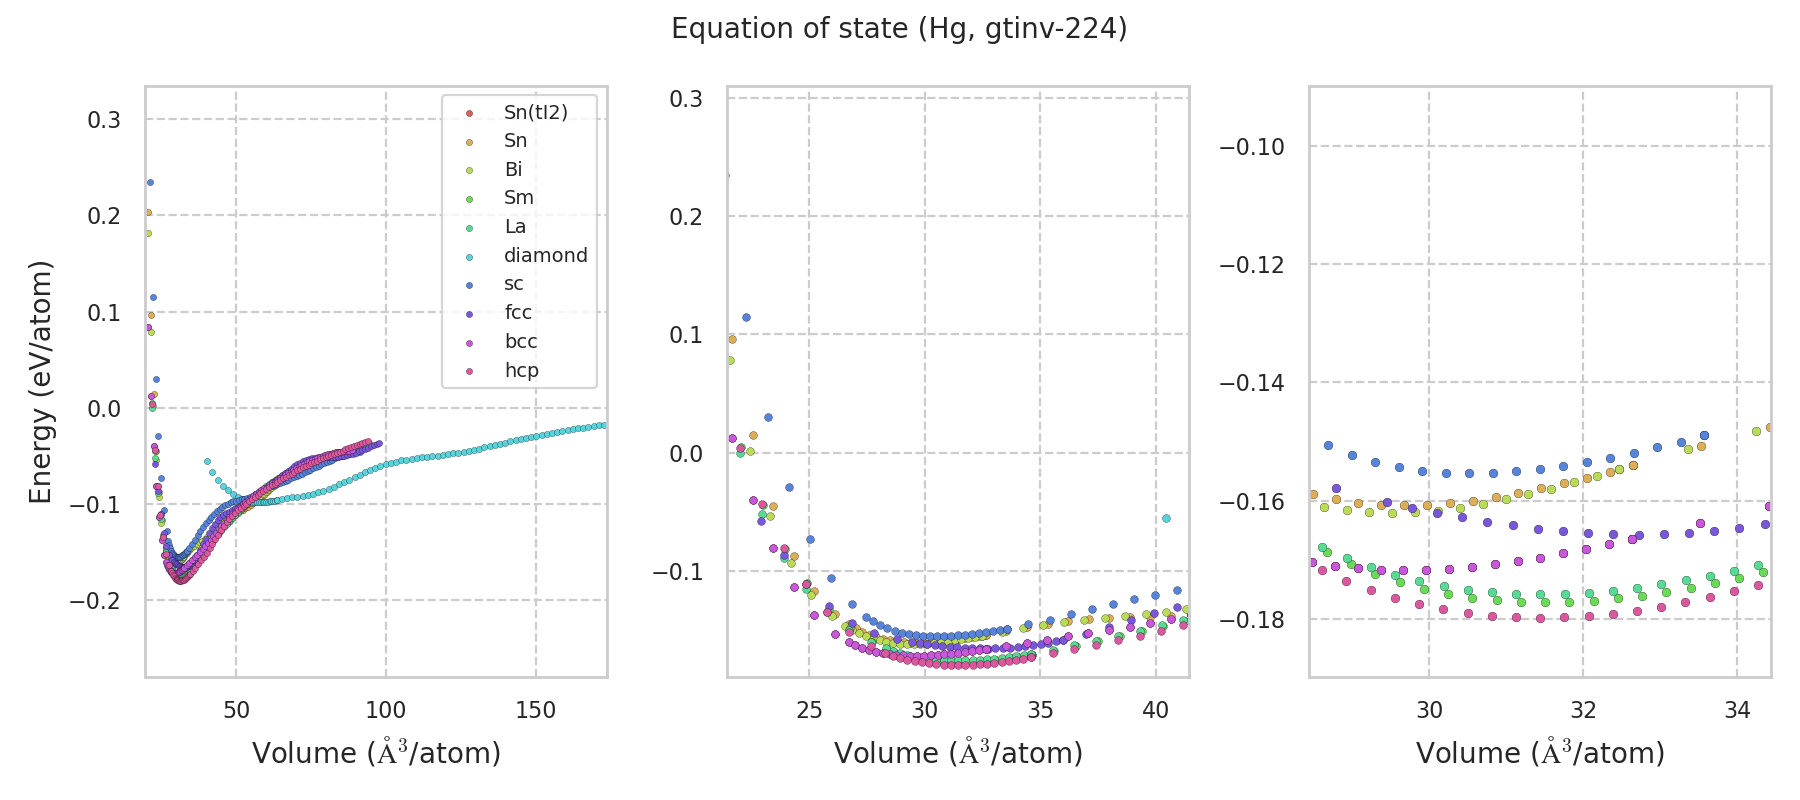 Equation of state (Hg, gtinv-224)
Energy (eV/atom)
0.3
0.2
0.1
0.0
−0.1
−0.2
50
100
150
Volume (Å³/atom)
Sn(tI2)
Sn
Bi
Sm
La
diamond
sc
fcc
bcc
hcp
0.3
0.2
0.1
0.0
−0.1
25
30
35
40
Volume (Å³/atom)
−0.10
−0.12
−0.14
−0.16
−0.18
30
32
34
Volume (Å³/atom)